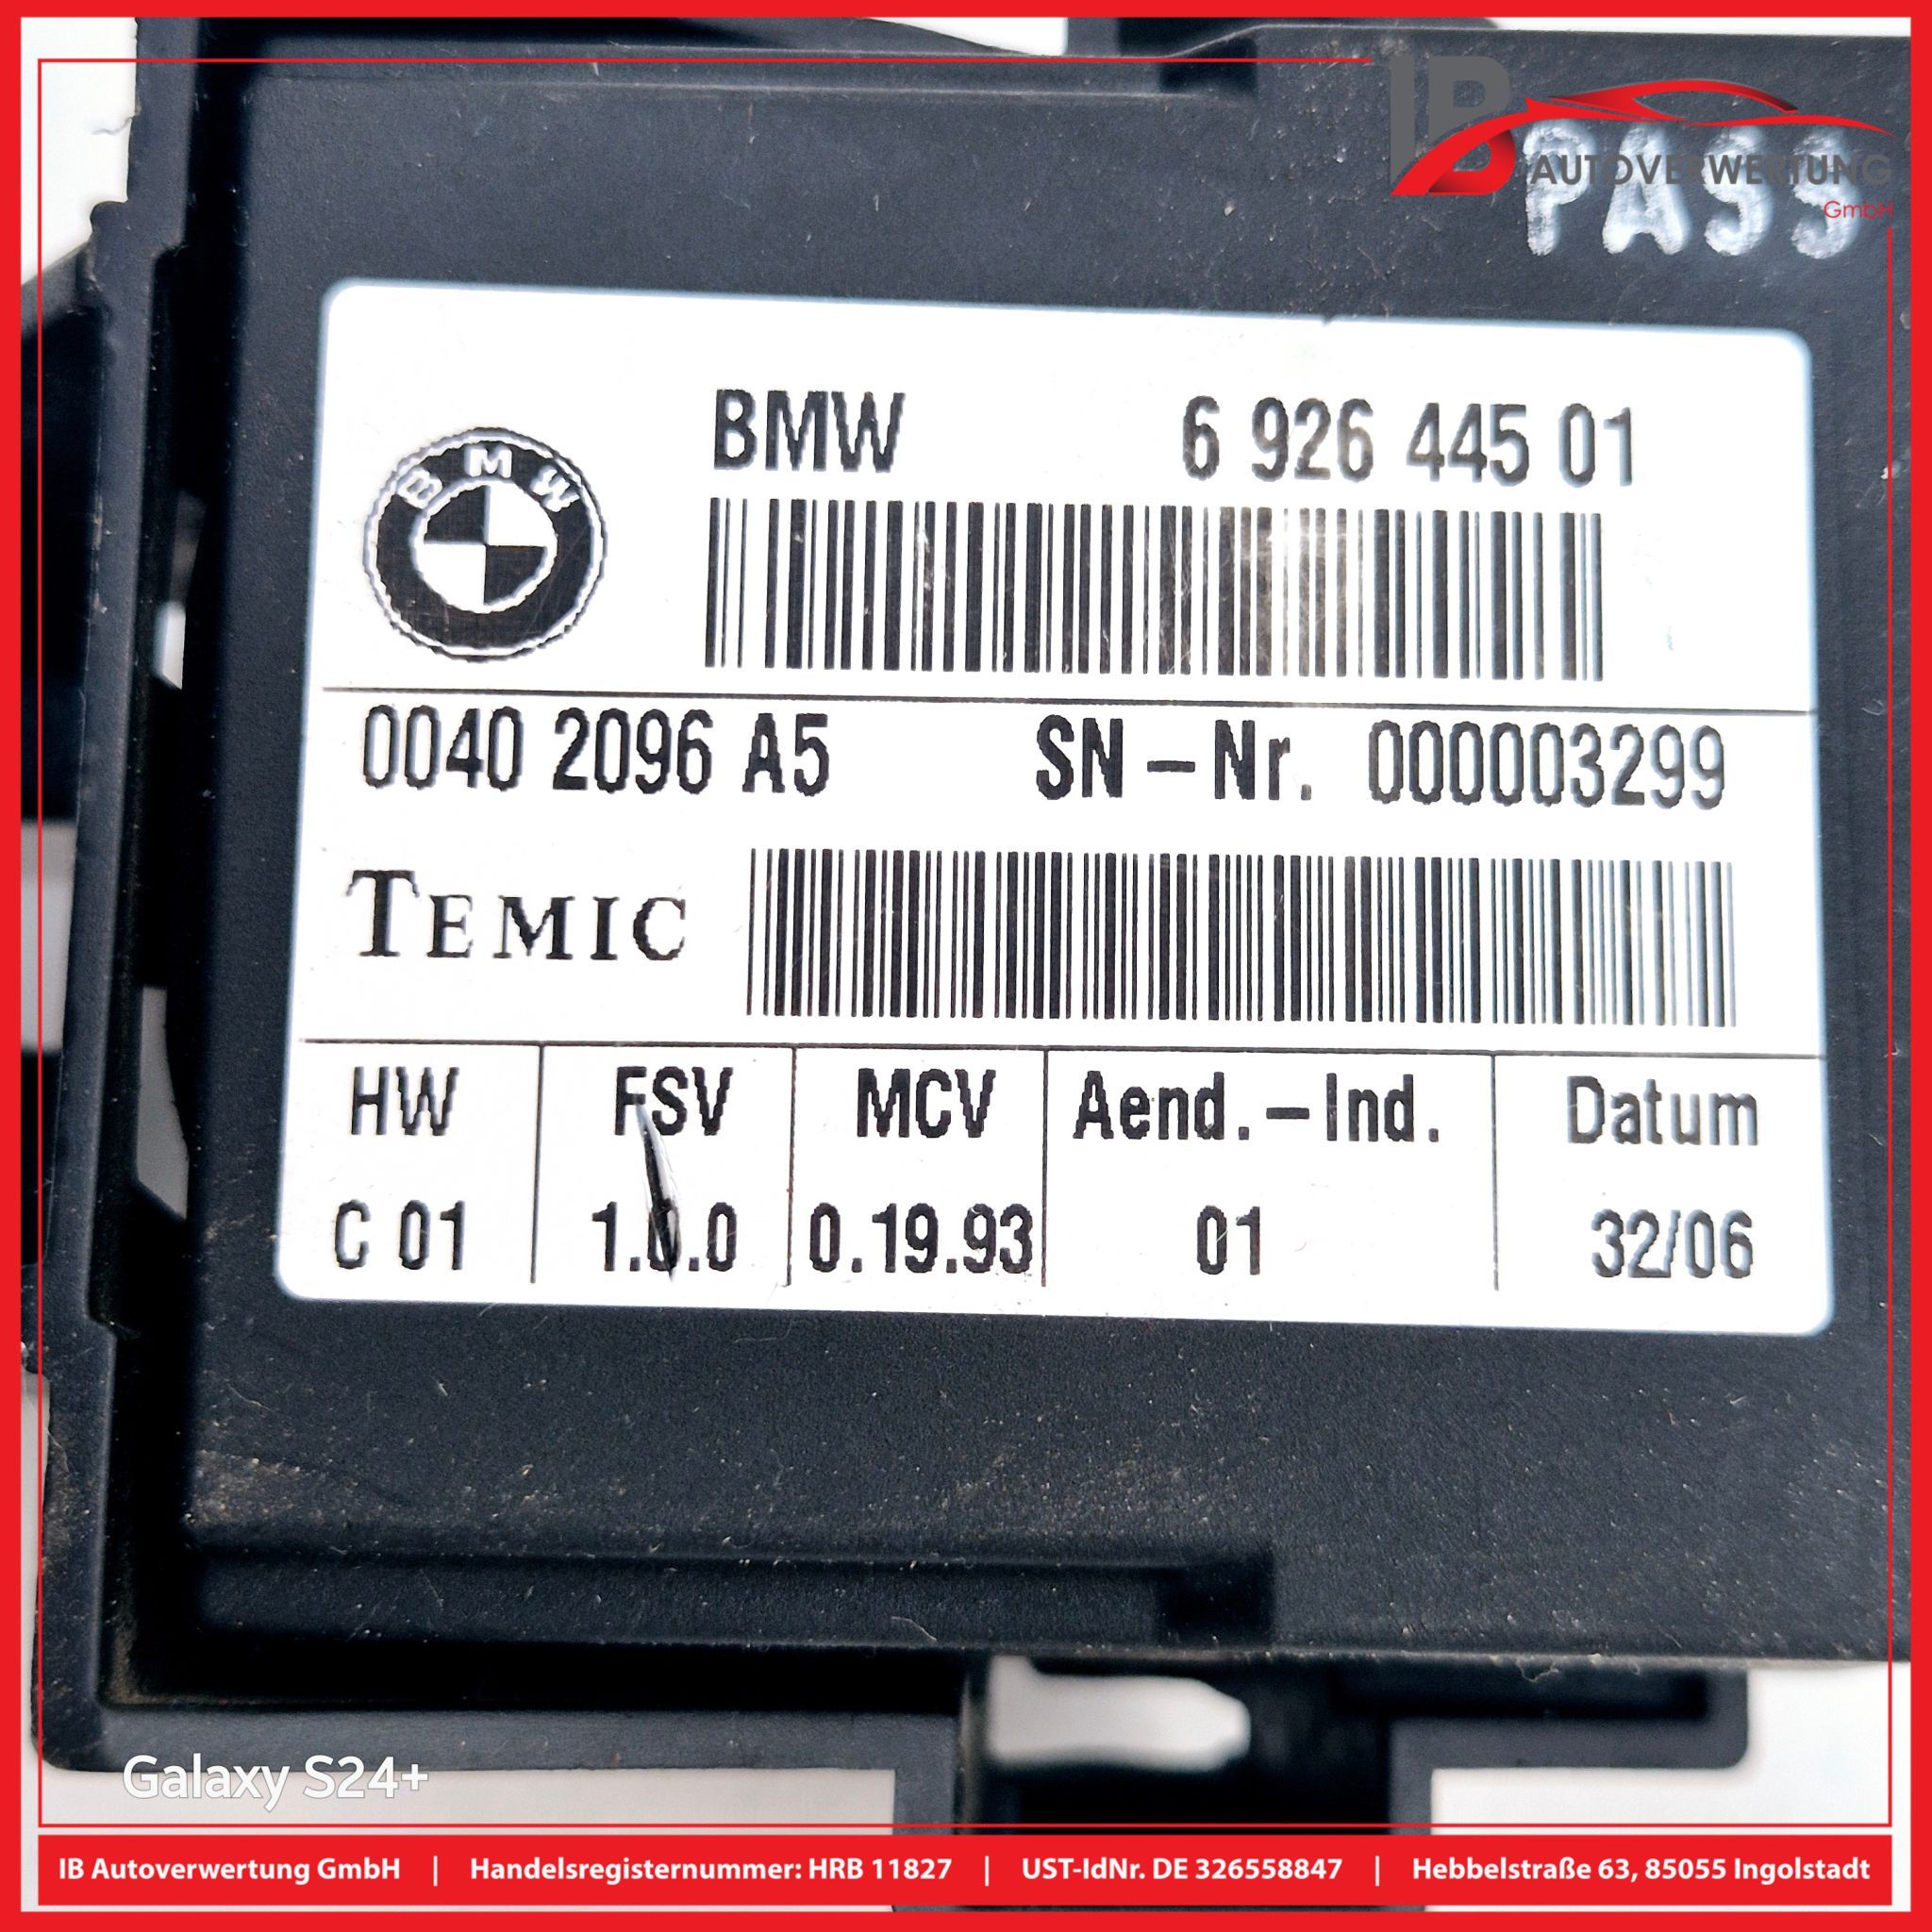 IB
AUTOVERWERTUNG
GmbH
PASS
BMW 6 926 445 01
BMW
0040 2096 A5 SN-Nr. 000003299
TEMIC
HW FSV MCV Aend.-Ind. Datum
C 01 0.19.93 01 32/06
Galaxy S24+
IB Autoverwertung GmbH | Handelsregisternummer: HRB 11827 | UST-IdNr. DE 326558847 | Hebbelstraße 63, 85055 Ingolstadt